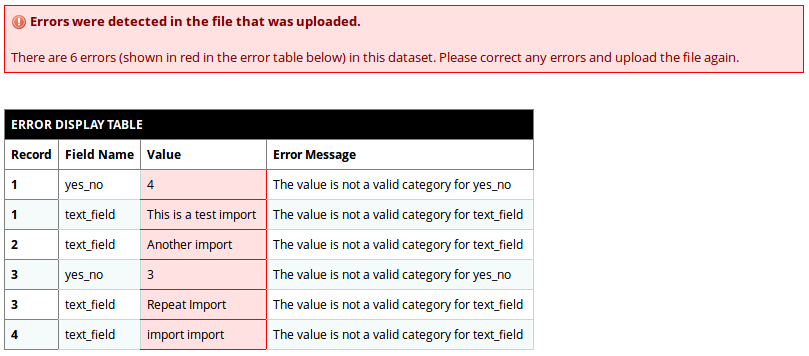 Errors were detected in the file that was uploaded.
There are 6 errors (shown in red in the error table below) in this dataset. Please correct any errors and upload the file again.
ERROR DISPLAY TABLE
Record Field Name Value Error Message
1 yes_no 4 The value is not a valid category for yes_no
1 text_field This is a test import The value is not a valid category for text_field
2 text_field Another import The value is not a valid category for text_field
3 yes_no 3 The value is not a valid category for yes_no
3 text_field Repeat Import The value is not a valid category for text_field
4 text_field import import The value is not a valid category for text_field